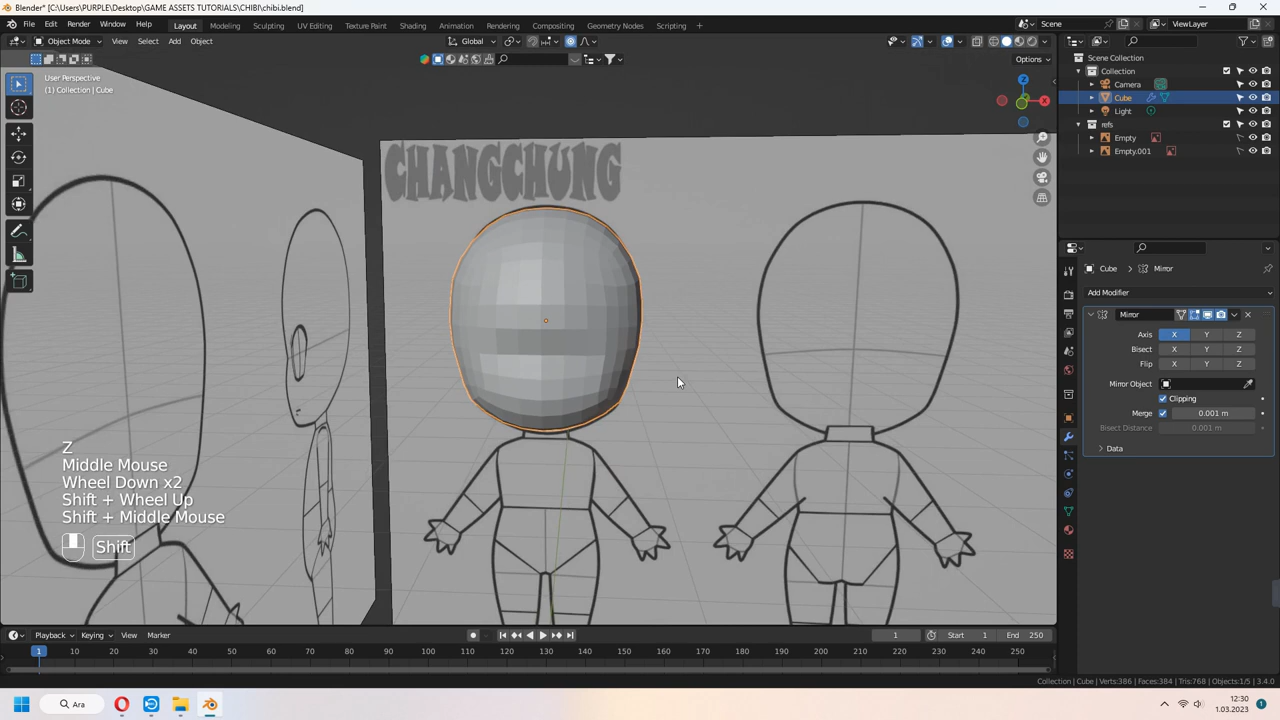 Blender* [C:\Users\PURPLE\Desktop\GAME ASSETS TUTORIALS\CHIBI\chibi.blend]
File Edit Render Window Help Layout Modeling Sculpting UV Editing Texture Paint Shading Animation Rendering Compositing Geometry Nodes Scripting Scene ViewLayer
Object Mode View Select Add Object Global
Options
User Perspective
(1) Collection | Cube
Z
X
CHANGCHUNG
Z
Middle Mouse
Wheel Down x2
Shift + Wheel Up
Shift + Middle Mouse
Shift
Scene Collection
Collection
Camera
Cube
Light
refs
Empty
Empty.001
Cube Mirror
Add Modifier
Mirror
Axis X Y Z
Bisect X Y Z
Flip X Y Z
Mirror Object
Clipping
Merge 0.001 m
Bisect Distance 0.001 m
Data
Playback Keying View Marker 1 Start 1 End 250
1 10 20 30 40 50 60 70 80 90 100 110 120 130 140 150 160 170 180 190 200 210 220 230 240 250
Collection | Cube | Verts:386 | Faces:384 | Tris:768 | Objects:1/5 | 3.4.0
Ara
12:30
1.03.2023
1